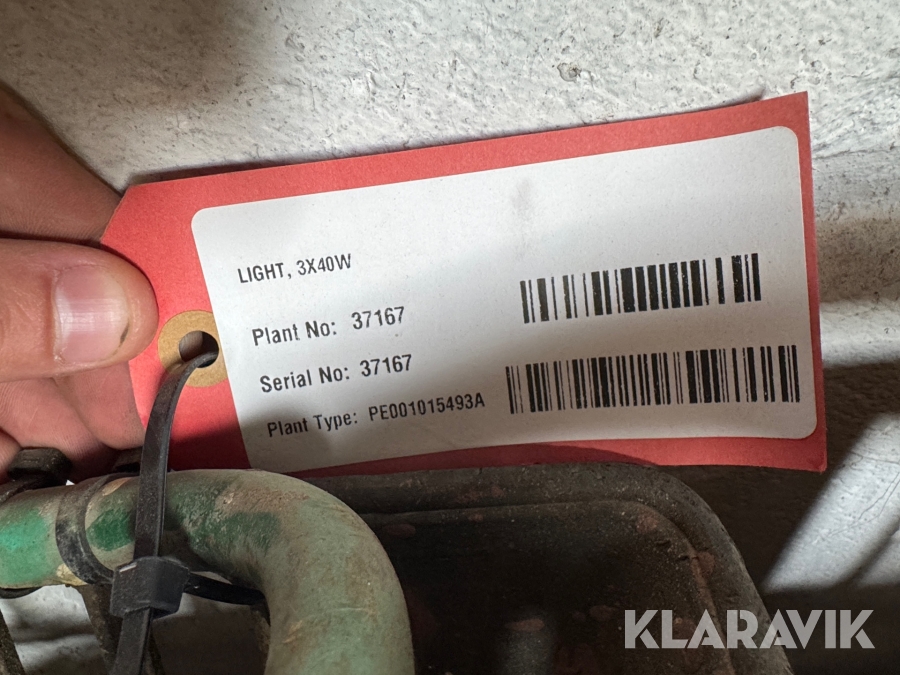 LIGHT, 3X40W
Plant No: 37167
Serial No: 37167
Plant Type: PE001015493A
KLARAVIK